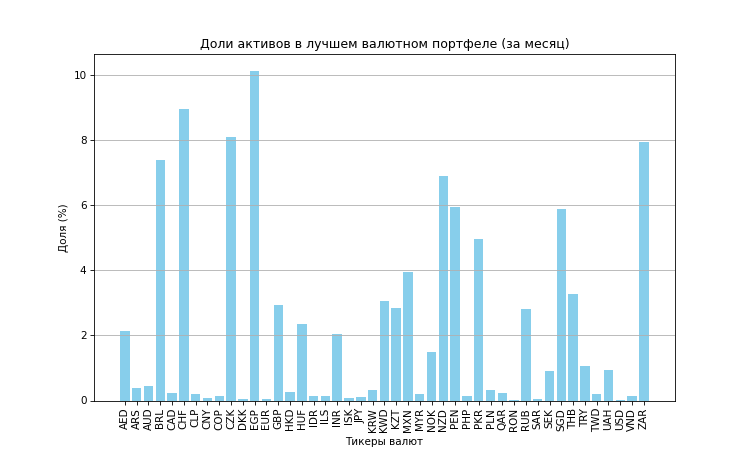 Доли активов в лучшем валютном портфеле (за месяц)
10
8
6
4
2
0
Доля (%)
AED
ARS
AUD
BRL
CAD
CHF
CLP
CNY
COP
CZK
DKK
EGP
EUR
GBP
HKD
HUF
IDR
ILS
INR
ISK
JPY
KRW
KWD
KZT
MXN
MYR
NOK
NZD
PEN
PHP
PKR
PLN
QAR
RON
RUB
SAR
SEK
SGD
THB
TRY
TWD
UAH
USD
VND
ZAR
Тикеры валют